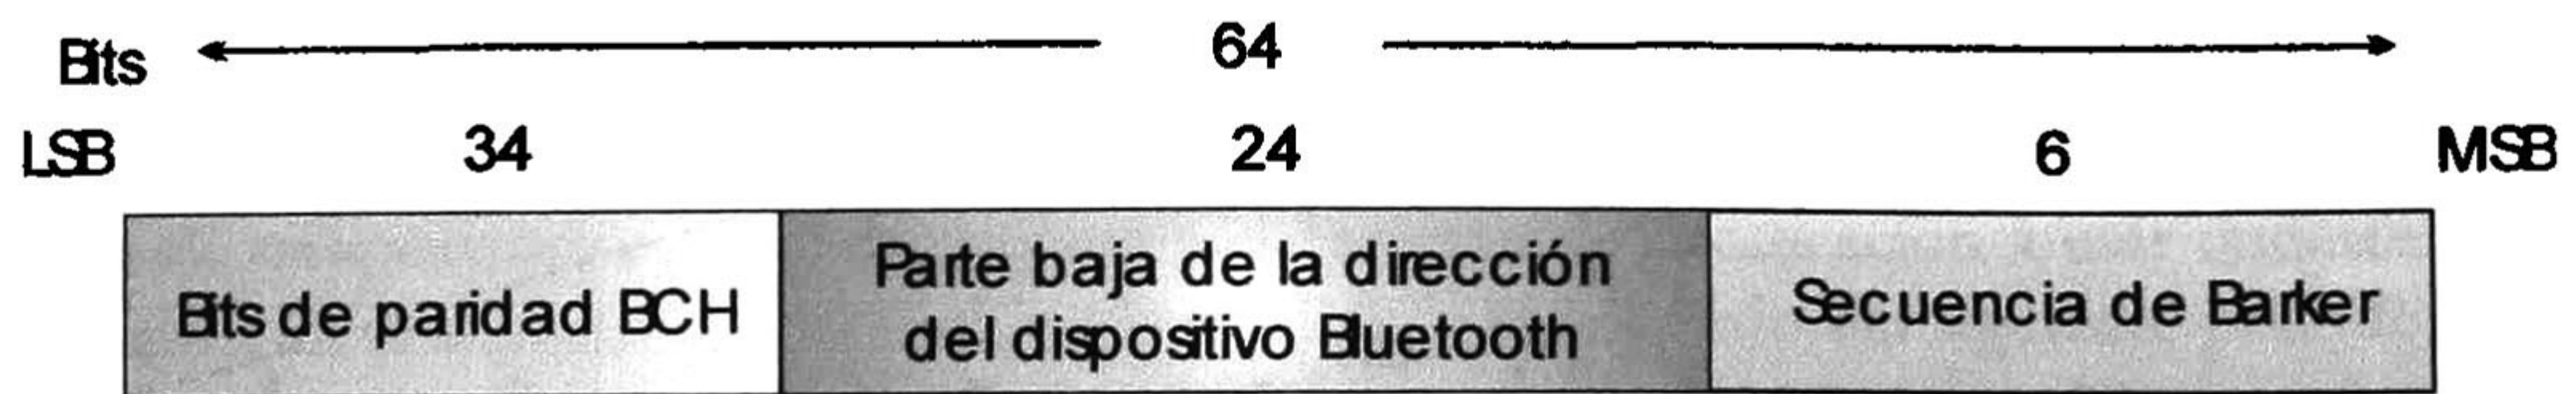 Bits 64
LSB 34 24 6 MSB
Bits de paridad BCH
Parte baja de la dirección
del dispositivo Bluetooth
Secuencia de Barker